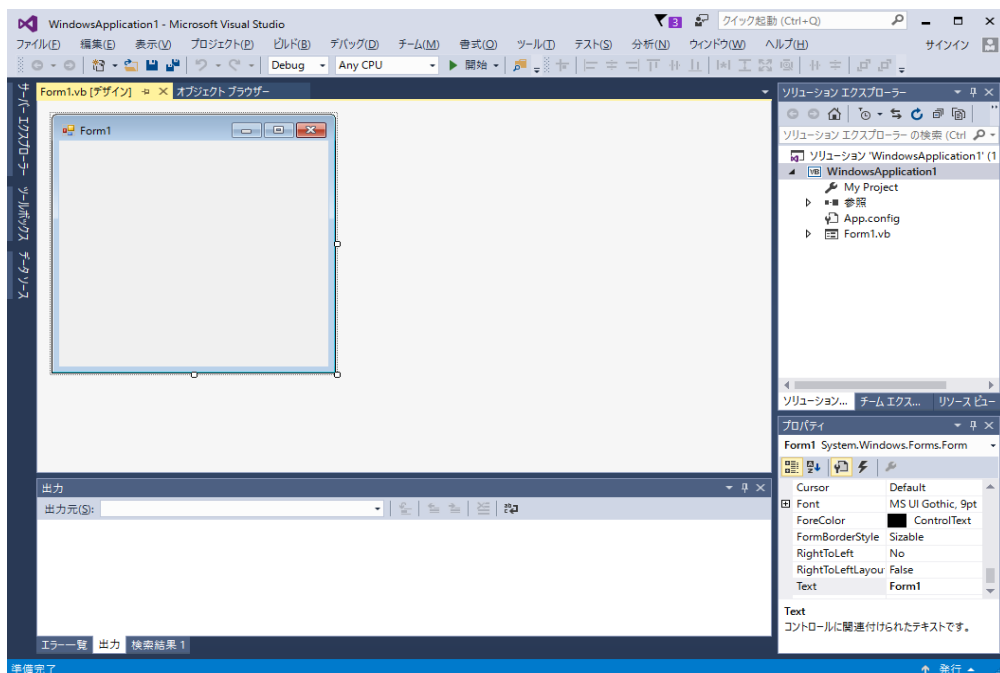 WindowsApplication1 - Microsoft Visual Studio
3
クイック起動 (Ctrl+Q)
ファイル(F) 編集(E) 表示(V) プロジェクト(P) ビルド(B) デバッグ(D) チーム(M) 書式(O) ツール(T) テスト(S) 分析(N) ウィンドウ(W) ヘルプ(H) サインイン
Debug Any CPU 開始
サーバー エクスプローラー
ツールボックス
データ ソース
Form1.vb [デザイン] オブジェクト ブラウザー
Form1
ソリューション エクスプローラー
ソリューション エクスプローラー の検索 (Ctrl
ソリューション 'WindowsApplication1' (1
WindowsApplication1
My Project
参照
App.config
Form1.vb
ソリューション... チーム エクス... リソース ビュー
プロパティ
Form1 System.Windows.Forms.Form
Cursor Default
Font MS UI Gothic, 9pt
ForeColor ControlText
FormBorderStyle Sizable
RightToLeft No
RightToLeftLayou False
Text Form1
Text
コントロールに関連付けられたテキストです。
出力
出力元(S):
エラー一覧 出力 検索結果 1
準備完了
発行